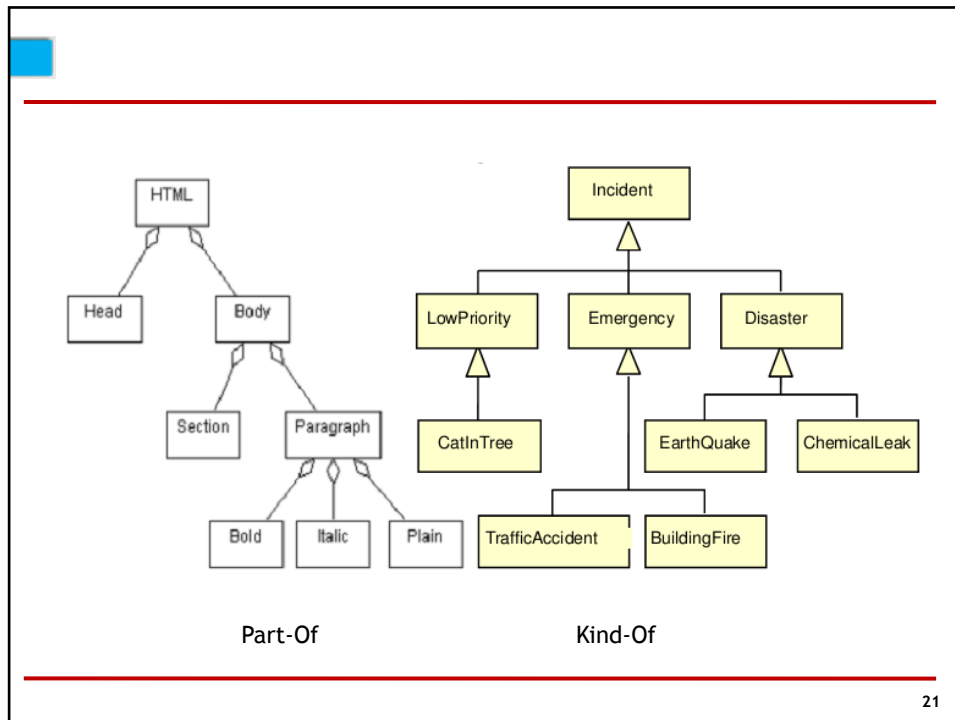 HTML
Head
Body
Section
Paragraph
Bold
Italic
Plain
Incident
LowPriority
Emergency
Disaster
CatInTree
EarthQuake
ChemicalLeak
TrafficAccident
BuildingFire
Part-Of
Kind-Of
21